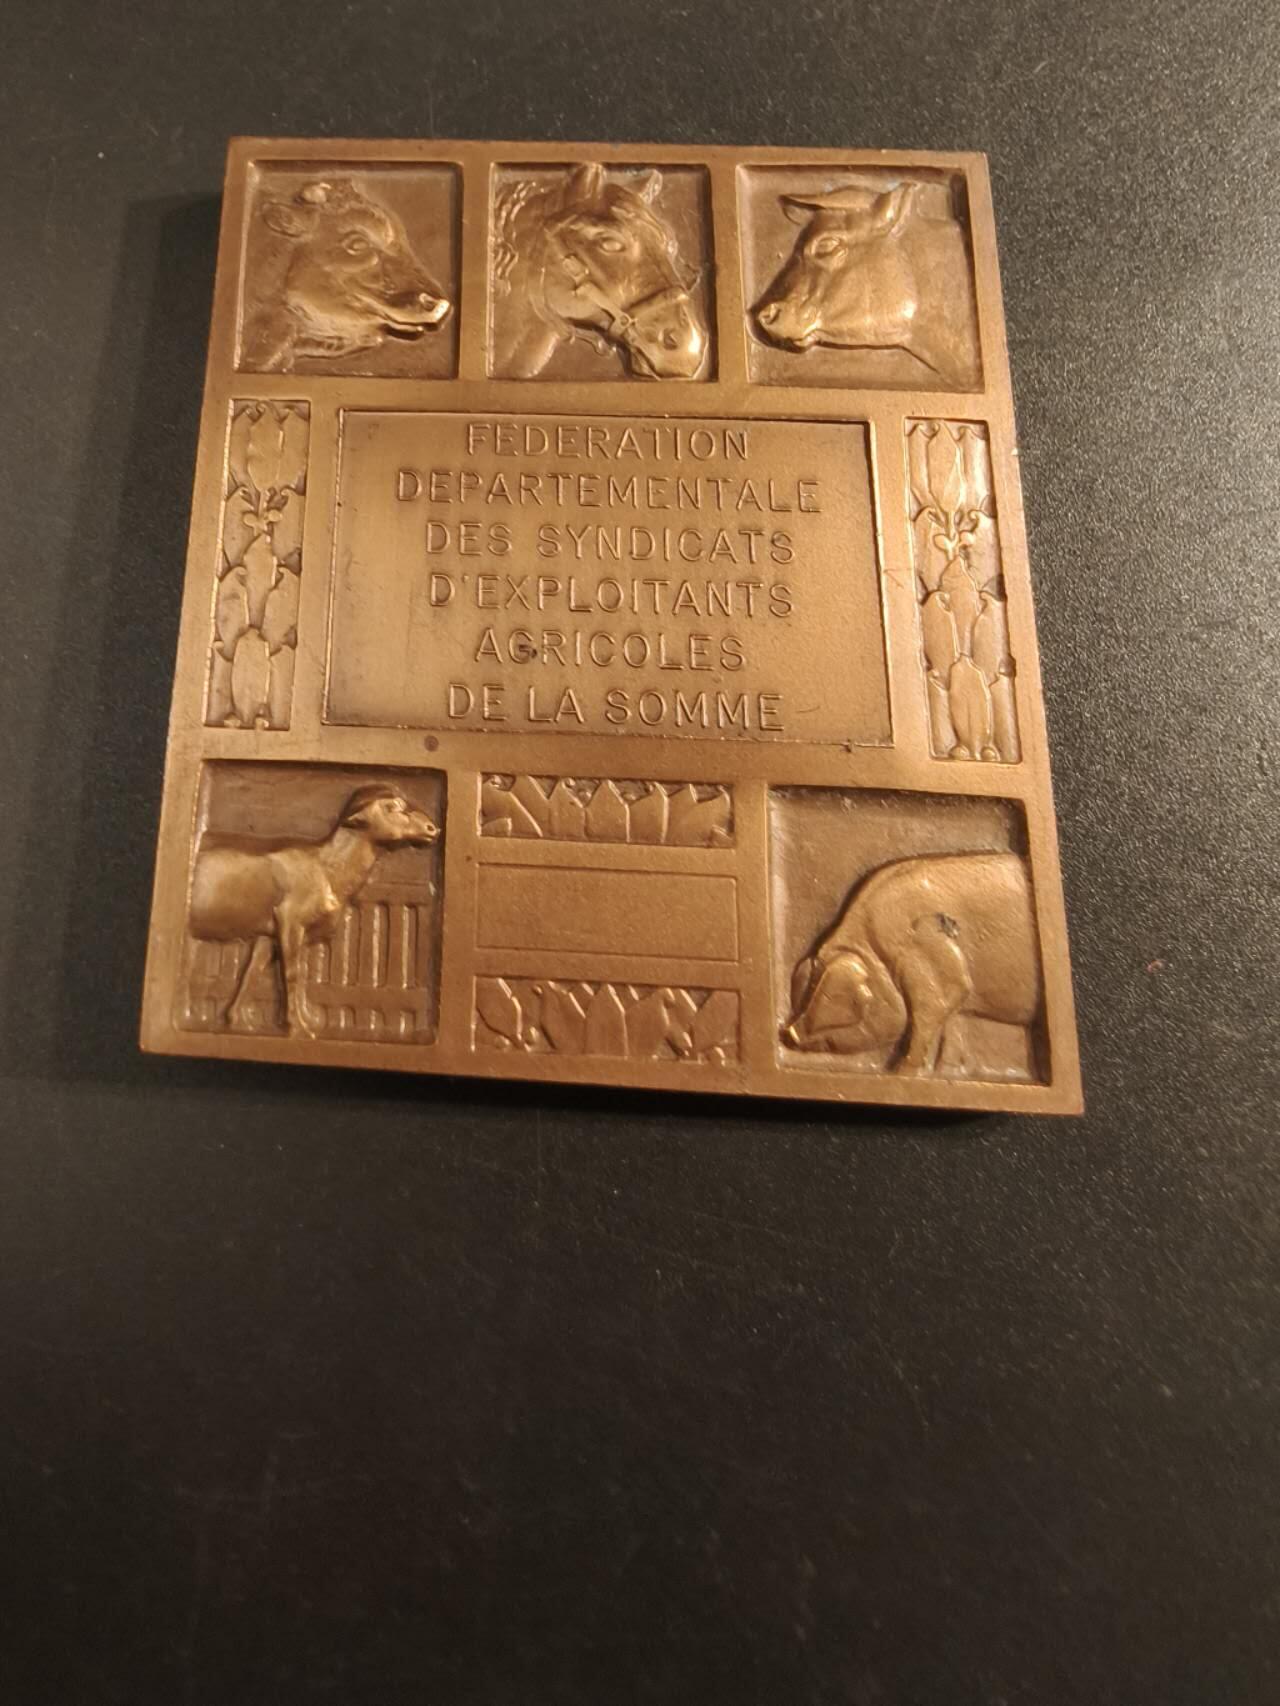 FEDERATION
DEPARTEMENTALE
DES SYNDICATS
D'EXPLOITANTS
AGRICOLES
DE LA SOMME